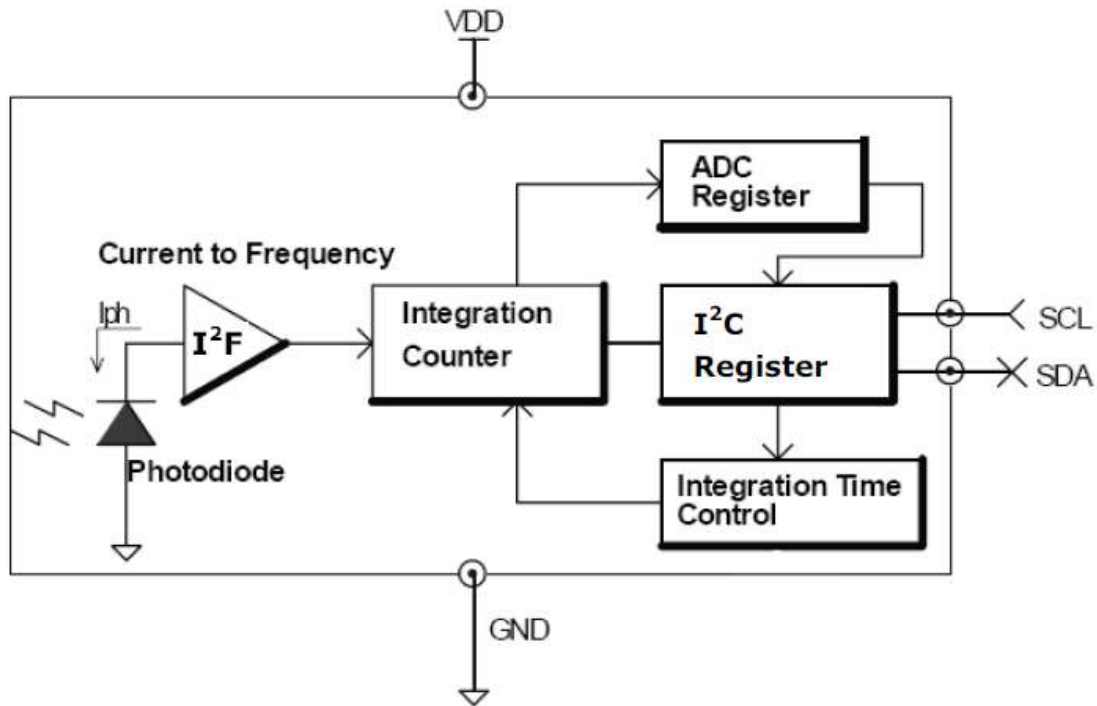 VDD
ADC
Register
Current to Frequency
Iph
I²F
Integration
Counter
I²C
Register
SCL
SDA
Photodiode
Integration Time
Control
GND